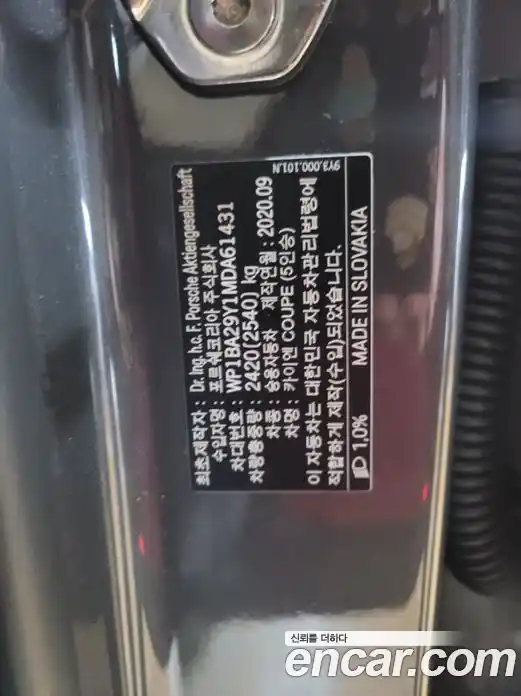 최초제작자 : Dr. Ing. h.c. F. Porsche Aktiengesellschaft
수입자명 : 포르쉐코리아 주식회사
차대번호 : WP1BA29Y1MDA61431
차량총중량 : 2420(2540) kg
차종 : 승용자동차 제작연월 : 2020.09
차명 : 카이엔 COUPE (5인승)
이 자동차는 대한민국 자동차관리법령에
적합하게 제작(수입)되었습니다.
1,0% MADE IN SLOVAKIA
9Y3.000.101.N
신뢰를 더하다
encar.com